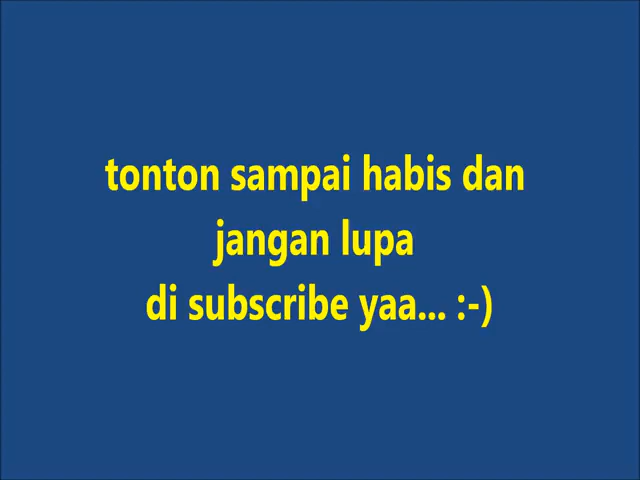 tonton sampai habis dan
jangan lupa
di subscribe yaa... :-)